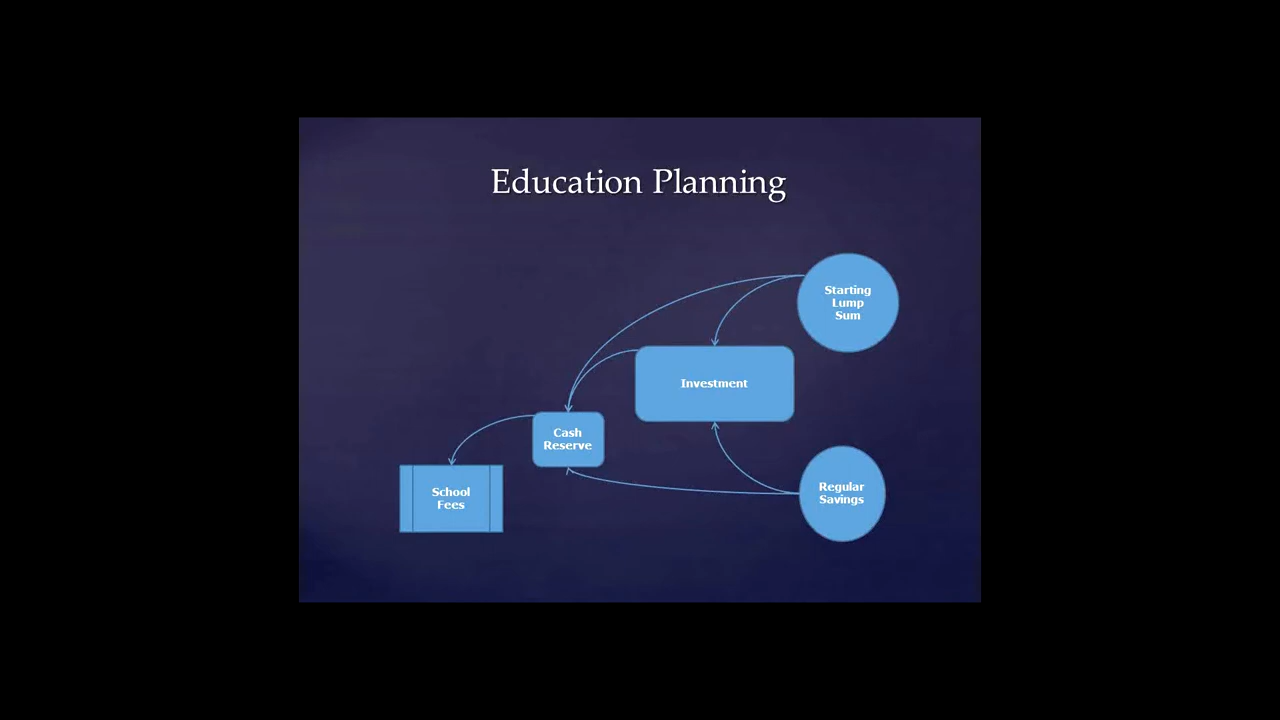 Education Planning
Starting
Lump
Sum
Investment
Cash
Reserve
School
Fees
Regular
Savings